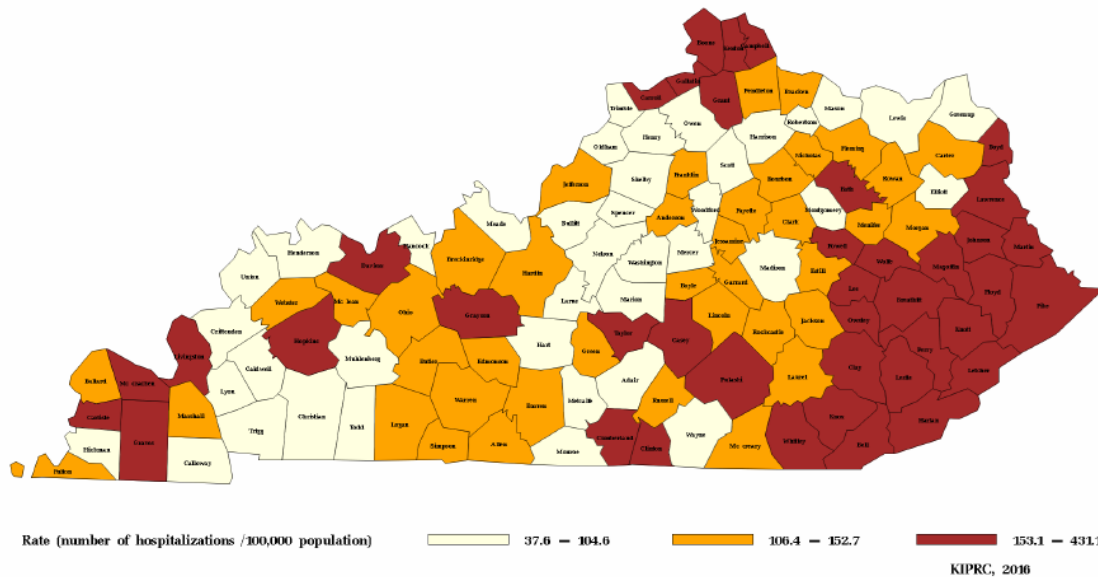 Boone
Kenton
Campbell
Gallatin
Carroll
Grant
Pendleton
Bracken
Trimble
Owen
Mason
Lewis
Greenup
Robertson
Henry
Harrison
Oldham
Fleming
Carter
Boyd
Scott
Nicholas
Rowan
Elliott
Shelby
Franklin
Bourbon
Bath
Lawrence
Jefferson
Woodford
Fayette
Montgomery
Spencer
Anderson
Clark
Menifee
Morgan
Meade
Bullitt
Johnson
Martin
Hancock
Nelson
Washington
Mercer
Madison
Powell
Wolfe
Magoffin
Henderson
Daviess
Breckinridge
Hardin
Estill
Union
Boyle
Garrard
Lee
Floyd
Pike
Webster
Mc lean
Ohio
Larue
Marion
Breathitt
Grayson
Lincoln
Jackson
Owsley
Knott
Crittenden
Hopkins
Hart
Green
Taylor
Casey
Rockcastle
Livingston
Muhlenberg
Butler
Edmonson
Perry
Caldwell
Clay
Leslie
Letcher
Ballard
Mc cracken
Lyon
Adair
Pulaski
Laurel
Carlisle
Marshall
Christian
Todd
Logan
Warren
Barren
Metcalfe
Russell
Knox
Harlan
Graves
Trigg
Simpson
Allen
Cumberland
Clinton
Wayne
Mc creary
Whitley
Bell
Hickman
Calloway
Monroe
Fulton
Rate (number of hospitalizations /100,000 population)
37.6 – 104.6
106.4 – 152.7
153.1 – 431.1
KIPRC, 2016